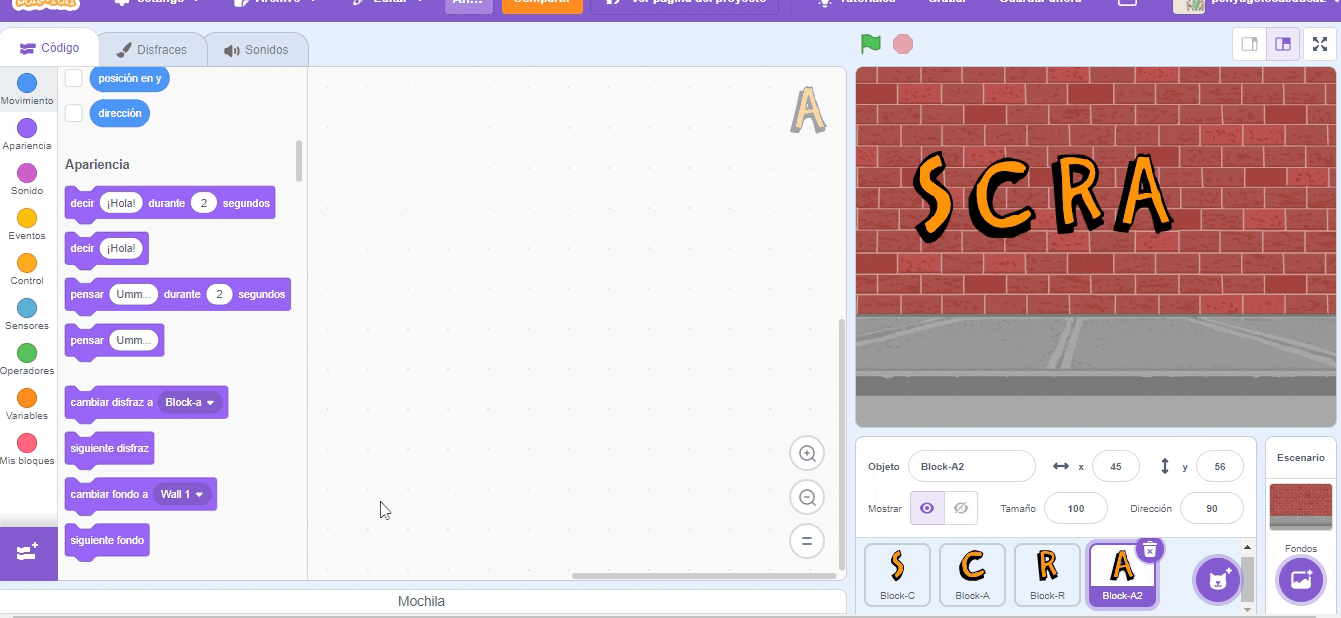 Código
Disfraces
Sonidos
Movimiento
Apariencia
Sonido
Eventos
Control
Sensores
Operadores
Variables
Mis bloques
posición en y
dirección
Apariencia
decir ¡Hola! durante 2 segundos
decir ¡Hola!
pensar Umm... durante 2 segundos
pensar Umm...
cambiar disfraz a Block-a
siguiente disfraz
cambiar fondo a Wall 1
siguiente fondo
A
Mochila
S C R A
Objeto Block-A2 x 45 y 56
Mostrar Tamaño 100 Dirección 90
S C R A
Block-C Block-A Block-R Block-A2
Escenario
Fondos